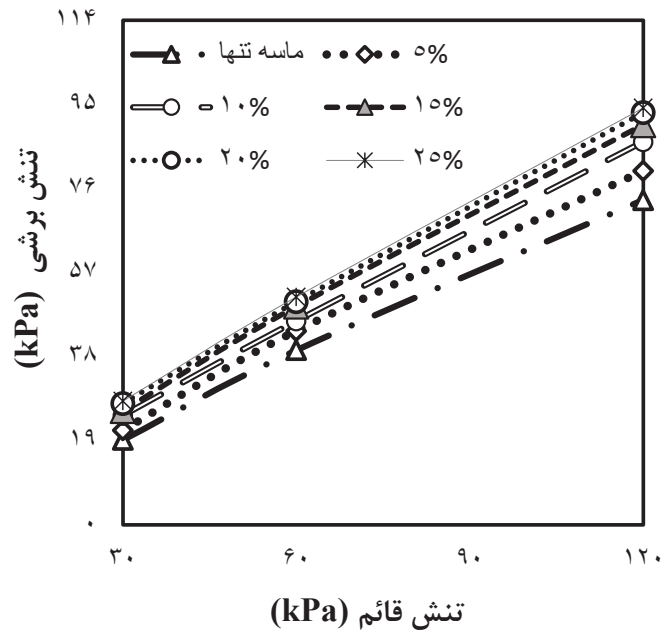 ۱۱۴
۹۵
۷۶
۵۷
۳۸
۱۹
۰
تنش برشی
(kPa)
ماسه تنها
۵%
۱۰%
۱۵%
۲۰%
۲۵%
۳۰ ۶۰ ۹۰ ۱۲۰
تنش قائم (kPa)